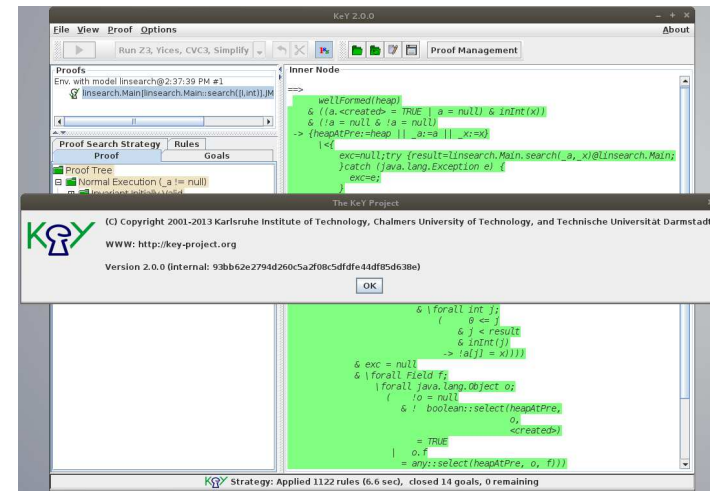 KeY 2.0.0
File View Proof Options About
Run Z3, Yices, CVC3, Simplify Proof Management
Proofs
Env. with model linsearch@2:37:39 PM #1
linsearch.Main[linsearch.Main::search([I,int)].JM
Proof Search Strategy Rules
Proof Goals
Proof Tree
Normal Execution (_a != null)
Inner Node
==>
wellFormed(heap)
& ((a.<created> = TRUE | a = null) & inInt(x))
& (!a = null & !a = null)
-> {heapAtPre:=heap || _a:=a || _x:=x}
\<{
exc=null;try {result=linsearch.Main.search(_a,_x)@linsearch.Main;
}catch (java.lang.Exception e) {
exc=e;
}
The KeY Project
KeY
(C) Copyright 2001-2013 Karlsruhe Institute of Technology, Chalmers University of Technology, and Technische Universität Darmstadt
WWW: http://key-project.org
Version 2.0.0 (internal: 93bb62e2794d260c5a2f08c5dfdfe44df85d638e)
OK
& \forall int j;
( 0 <= j
& j < result
& inInt(j)
-> !a[j] = x))))
& exc = null
& \forall Field f;
\forall java.lang.Object o;
( !o = null
& ! boolean::select(heapAtPre,
o,
<created>)
= TRUE
| o.f
= any::select(heapAtPre, o, f)))
KeY Strategy: Applied 1122 rules (6.6 sec), closed 14 goals, 0 remaining